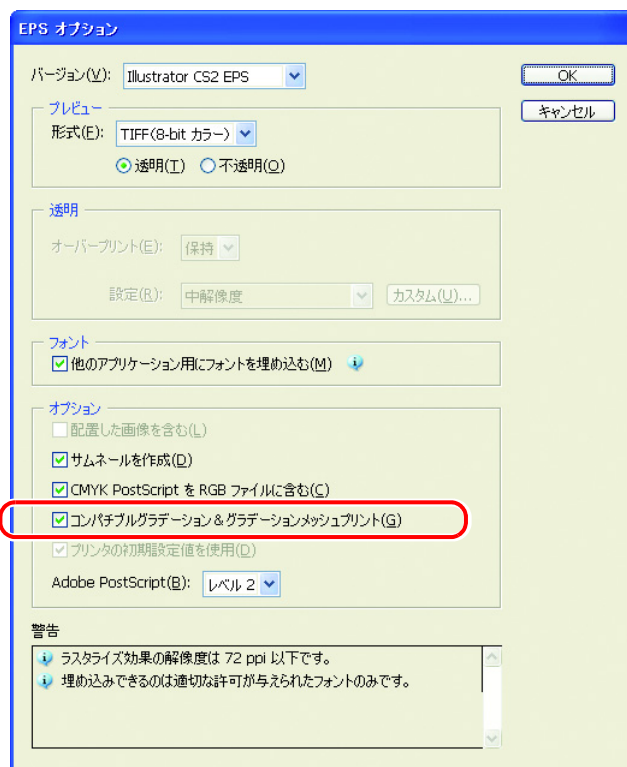 EPS オプション
バージョン(V): Illustrator CS2 EPS
OK
プレビュー
キャンセル
形式(F): TIFF(8-bit カラー)
透明(T) 不透明(O)
透明
オーバープリント(E): 保持
設定(R): 中解像度 カスタム(U)...
フォント
他のアプリケーション用にフォントを埋め込む(M)
オプション
配置した画像を含む(L)
サムネールを作成(D)
CMYK PostScript を RGB ファイルに含む(C)
コンパチブルグラデーション＆グラデーションメッシュプリント(G)
プリンタの初期設定値を使用(D)
Adobe PostScript(B): レベル 2
警告
ラスタライズ効果の解像度は 72 ppi 以下です。
埋め込みできるのは適切な許可が与えられたフォントのみです。